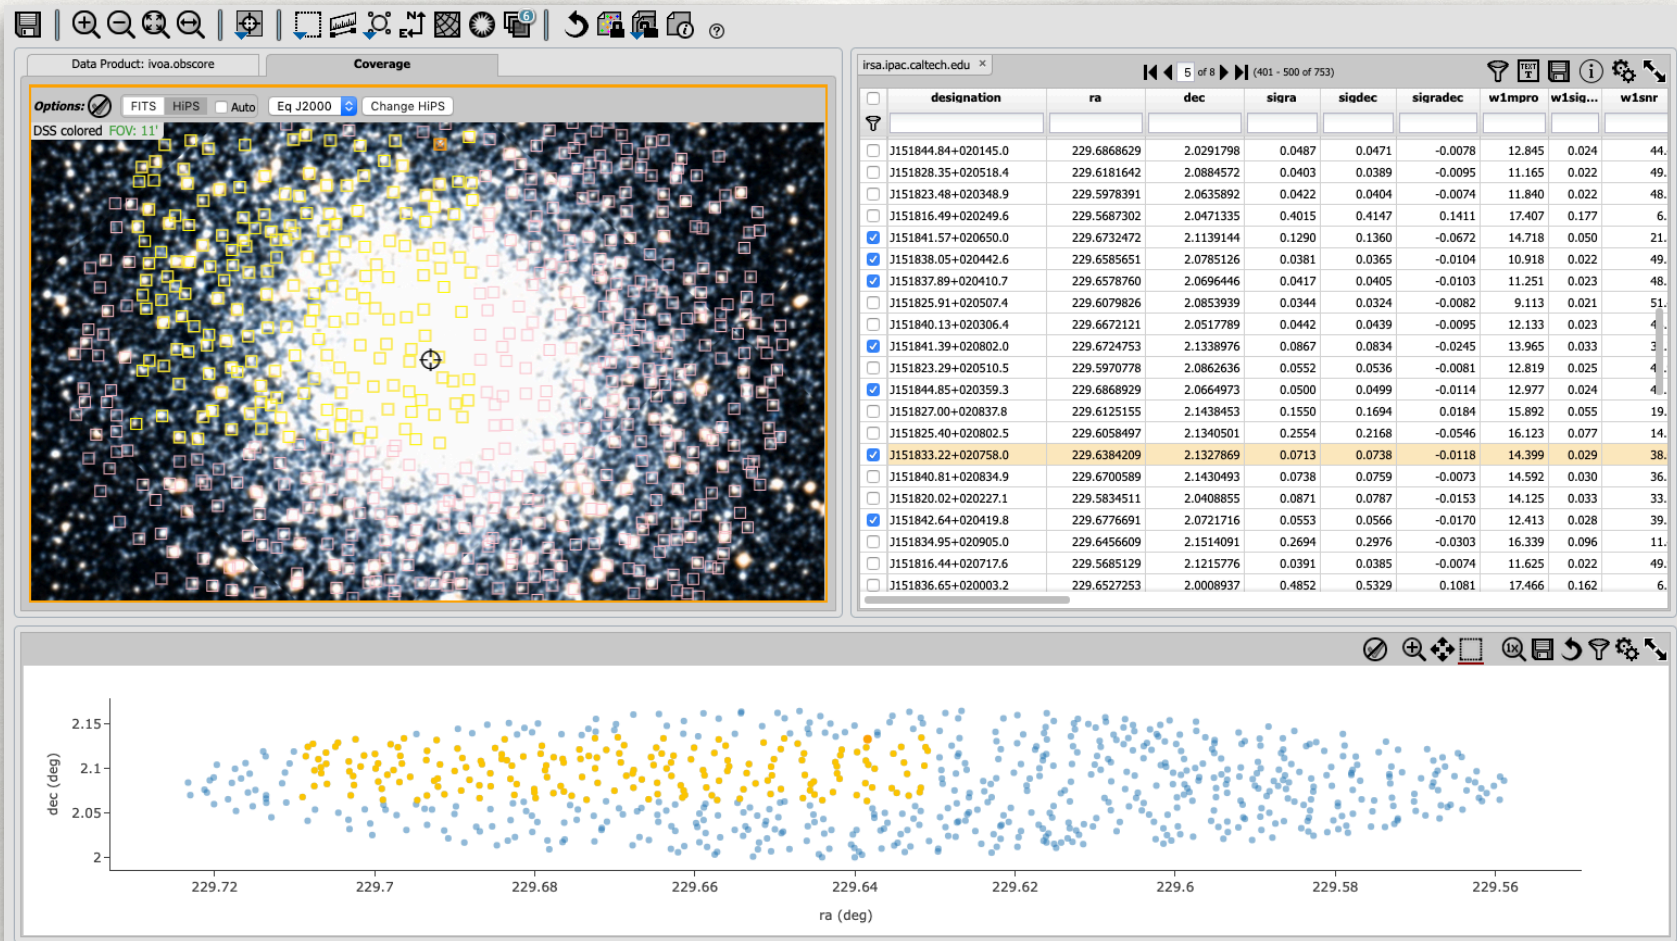 N
E
6
TEXT
T
Data Product: ivoa.obscore
Coverage
Options:
FITS HiPS Auto Eq J2000 Change HiPS
DSS colored FOV: 11'
irsa.ipac.caltech.edu ×
5 of 8 (401 - 500 of 753)
designation ra dec sigra sigdec sigradec w1mpro w1sig... w1snr
J151844.84+020145.0 229.6868629 2.0291798 0.0487 0.0471 -0.0078 12.845 0.024 44.
J151828.35+020518.4 229.6181642 2.0884572 0.0403 0.0389 -0.0095 11.165 0.022 49.
J151823.48+020348.9 229.5978391 2.0635892 0.0422 0.0404 -0.0074 11.840 0.022 48.
J151816.49+020249.6 229.5687302 2.0471335 0.4015 0.4147 0.1411 17.407 0.177 6.
J151841.57+020650.0 229.6732472 2.1139144 0.1290 0.1360 -0.0672 14.718 0.050 21.
J151838.05+020442.6 229.6585651 2.0785126 0.0381 0.0365 -0.0104 10.918 0.022 49.
J151837.89+020410.7 229.6578760 2.0696446 0.0417 0.0405 -0.0103 11.251 0.023 48.
J151825.91+020507.4 229.6079826 2.0853939 0.0344 0.0324 -0.0082 9.113 0.021 51.
J151840.13+020306.4 229.6672121 2.0517789 0.0442 0.0439 -0.0095 12.133 0.023
J151841.39+020802.0 229.6724753 2.1338976 0.0867 0.0834 -0.0245 13.965 0.033
J151823.29+020510.5 229.5970778 2.0862636 0.0552 0.0536 -0.0081 12.819 0.025
J151844.85+020359.3 229.6868929 2.0664973 0.0500 0.0499 -0.0114 12.977 0.024
J151827.00+020837.8 229.6125155 2.1438453 0.1550 0.1694 0.0184 15.892 0.055 19.
J151825.40+020802.5 229.6058497 2.1340501 0.2554 0.2168 -0.0546 16.123 0.077 14.
J151833.22+020758.0 229.6384209 2.1327869 0.0713 0.0738 -0.0118 14.399 0.029 38.
J151840.81+020834.9 229.6700589 2.1430493 0.0738 0.0759 -0.0073 14.592 0.030 36.
J151820.02+020227.1 229.5834511 2.0408855 0.0871 0.0787 -0.0153 14.125 0.033 33.
J151842.64+020419.8 229.6776691 2.0721716 0.0553 0.0566 -0.0170 12.413 0.028 39.
J151834.95+020905.0 229.6456609 2.1514091 0.2694 0.2976 -0.0303 16.339 0.096 11.
J151816.44+020717.6 229.5685129 2.1215776 0.0391 0.0385 -0.0074 11.625 0.022 49.
J151836.65+020003.2 229.6527253 2.0008937 0.4852 0.5329 0.1081 17.466 0.162 6.
1x
2.15
2.1
2.05
2
dec (deg)
229.72 229.7 229.68 229.66 229.64 229.62 229.6 229.58 229.56
ra (deg)